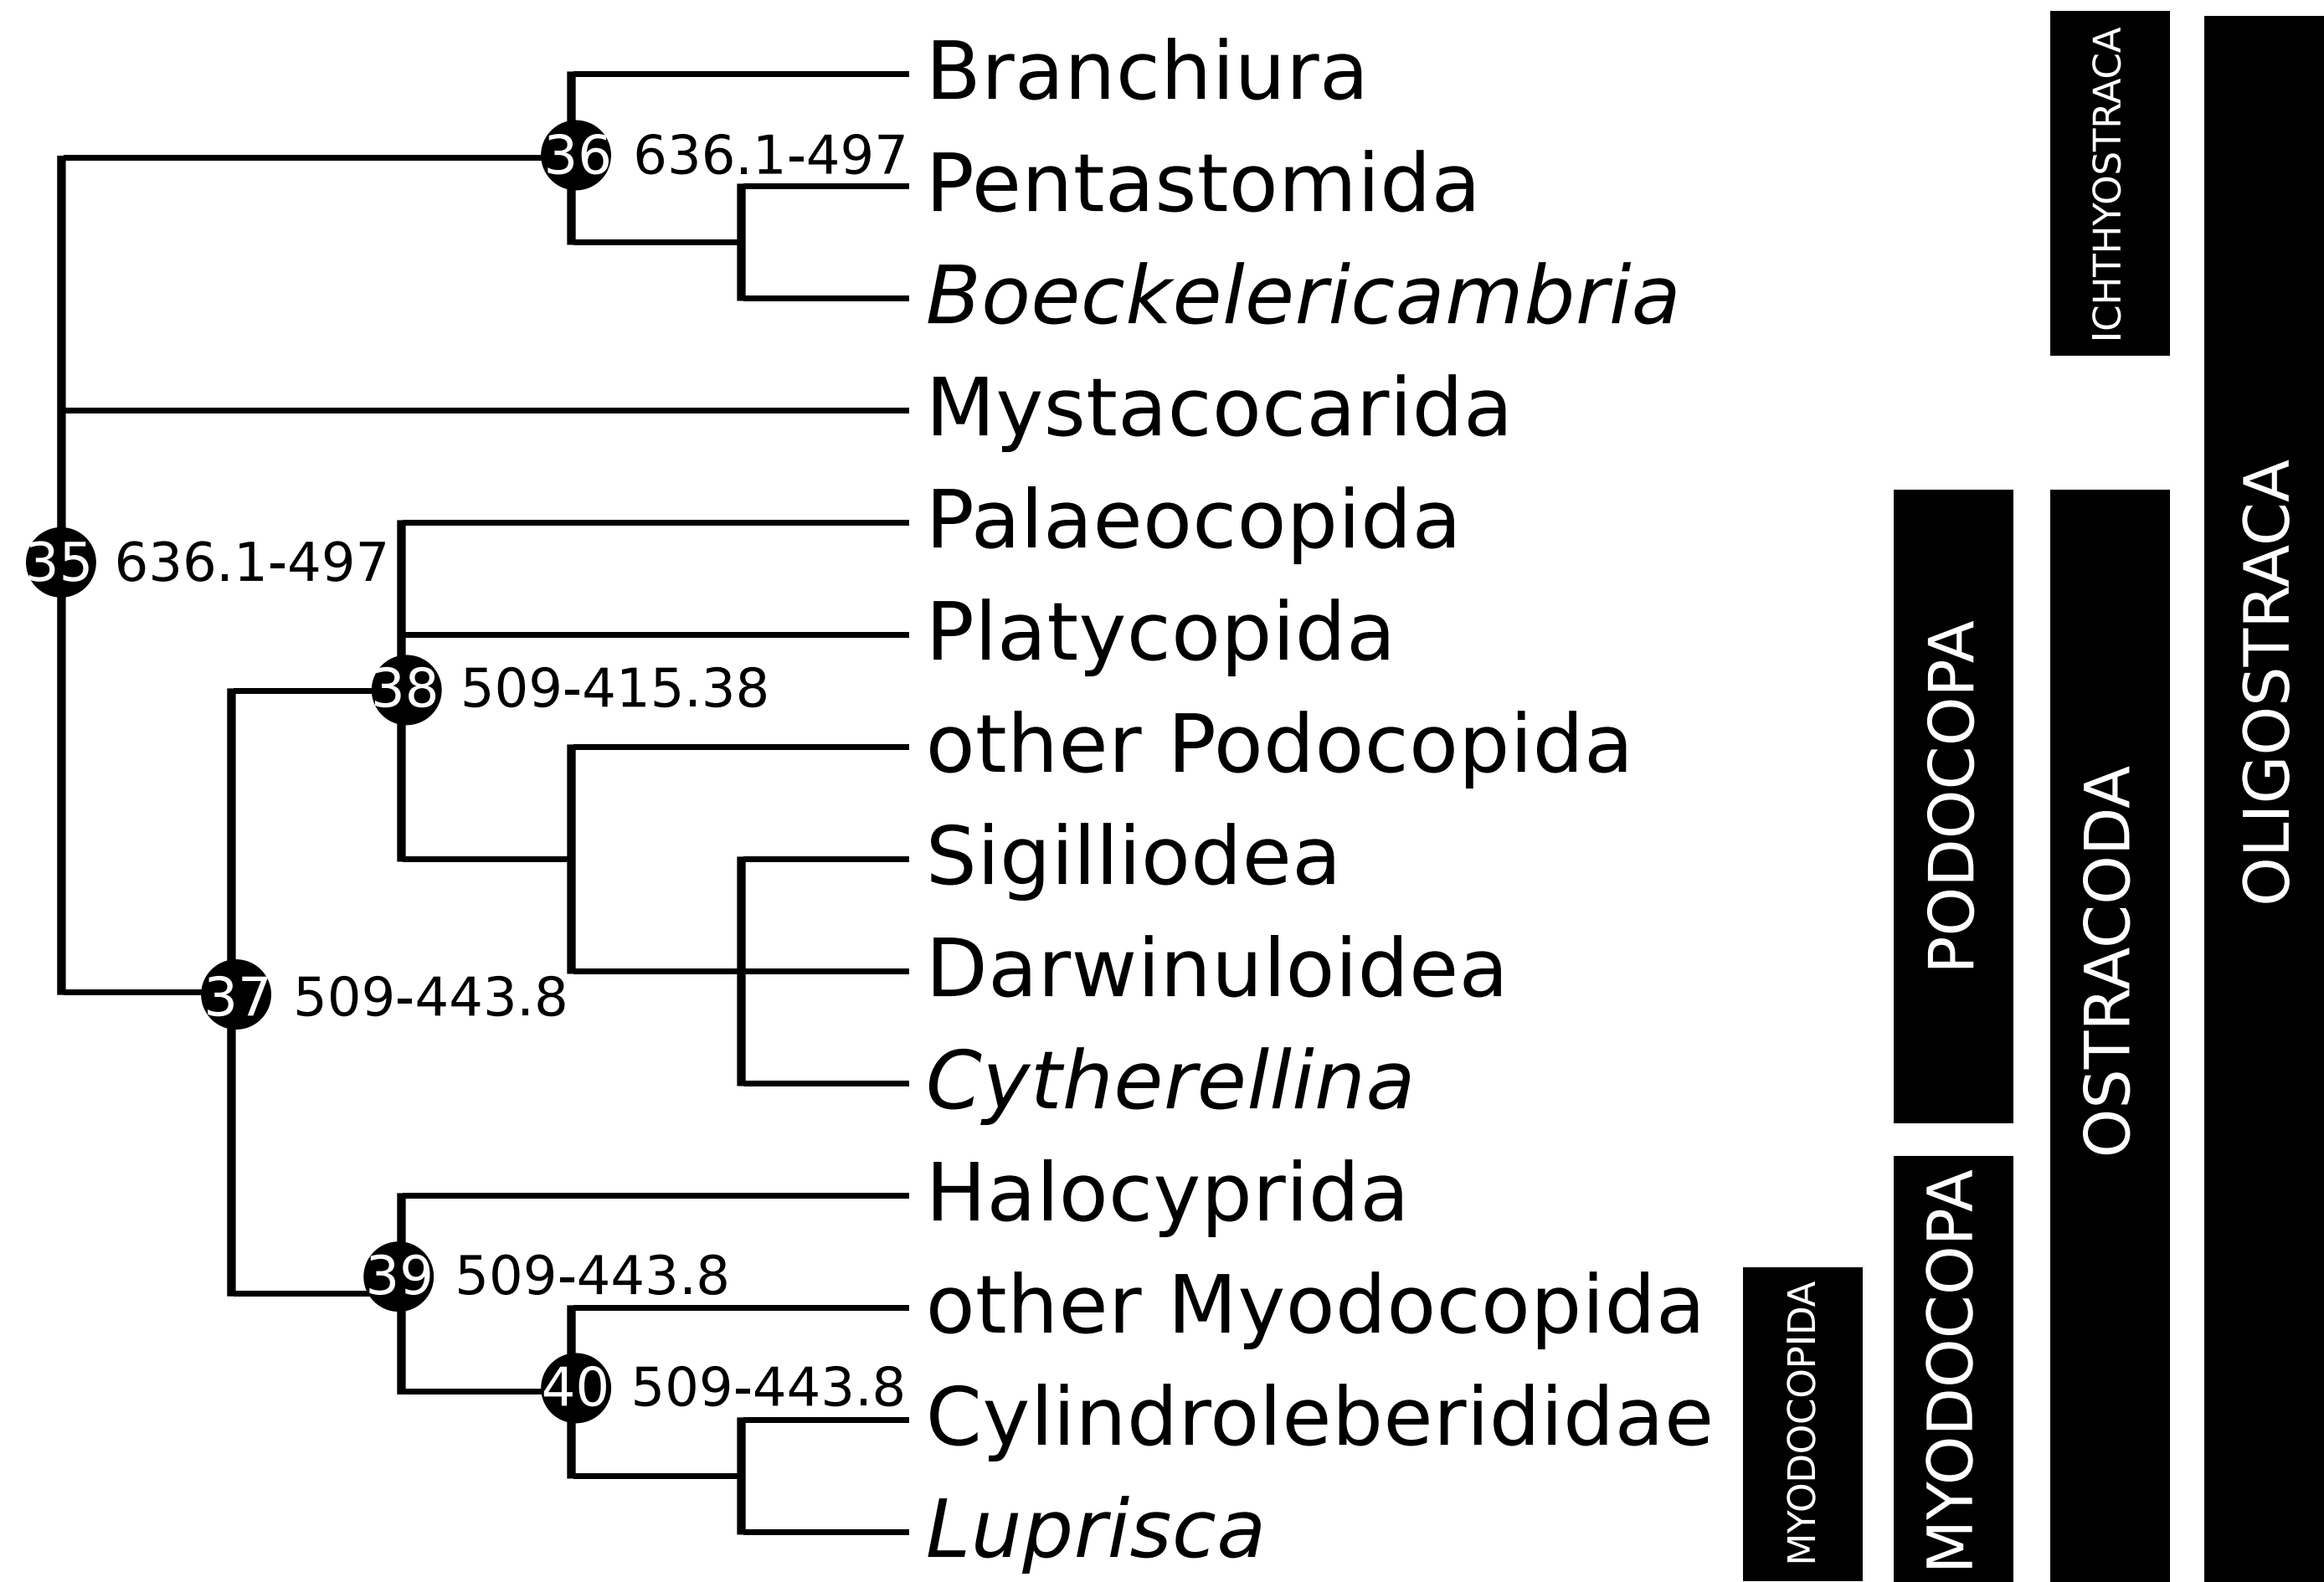 Branchiura
36 636.1-497
Pentastomida
Boeckelericambria
Mystacocarida
Palaeocopida
35 636.1-497
Platycopida
38 509-415.38
other Podocopida
Sigilliodea
Darwinuloidea
37 509-443.8
Cytherellina
Halocyprida
39 509-443.8
other Myodocopida
40 509-443.8
Cylindroleberididae
Luprisca
MYODOCOPIDA
PODOCOPA
MYODOCOPA
ICHTHYOSTRACA
OSTRACODA
OLIGOSTRACA